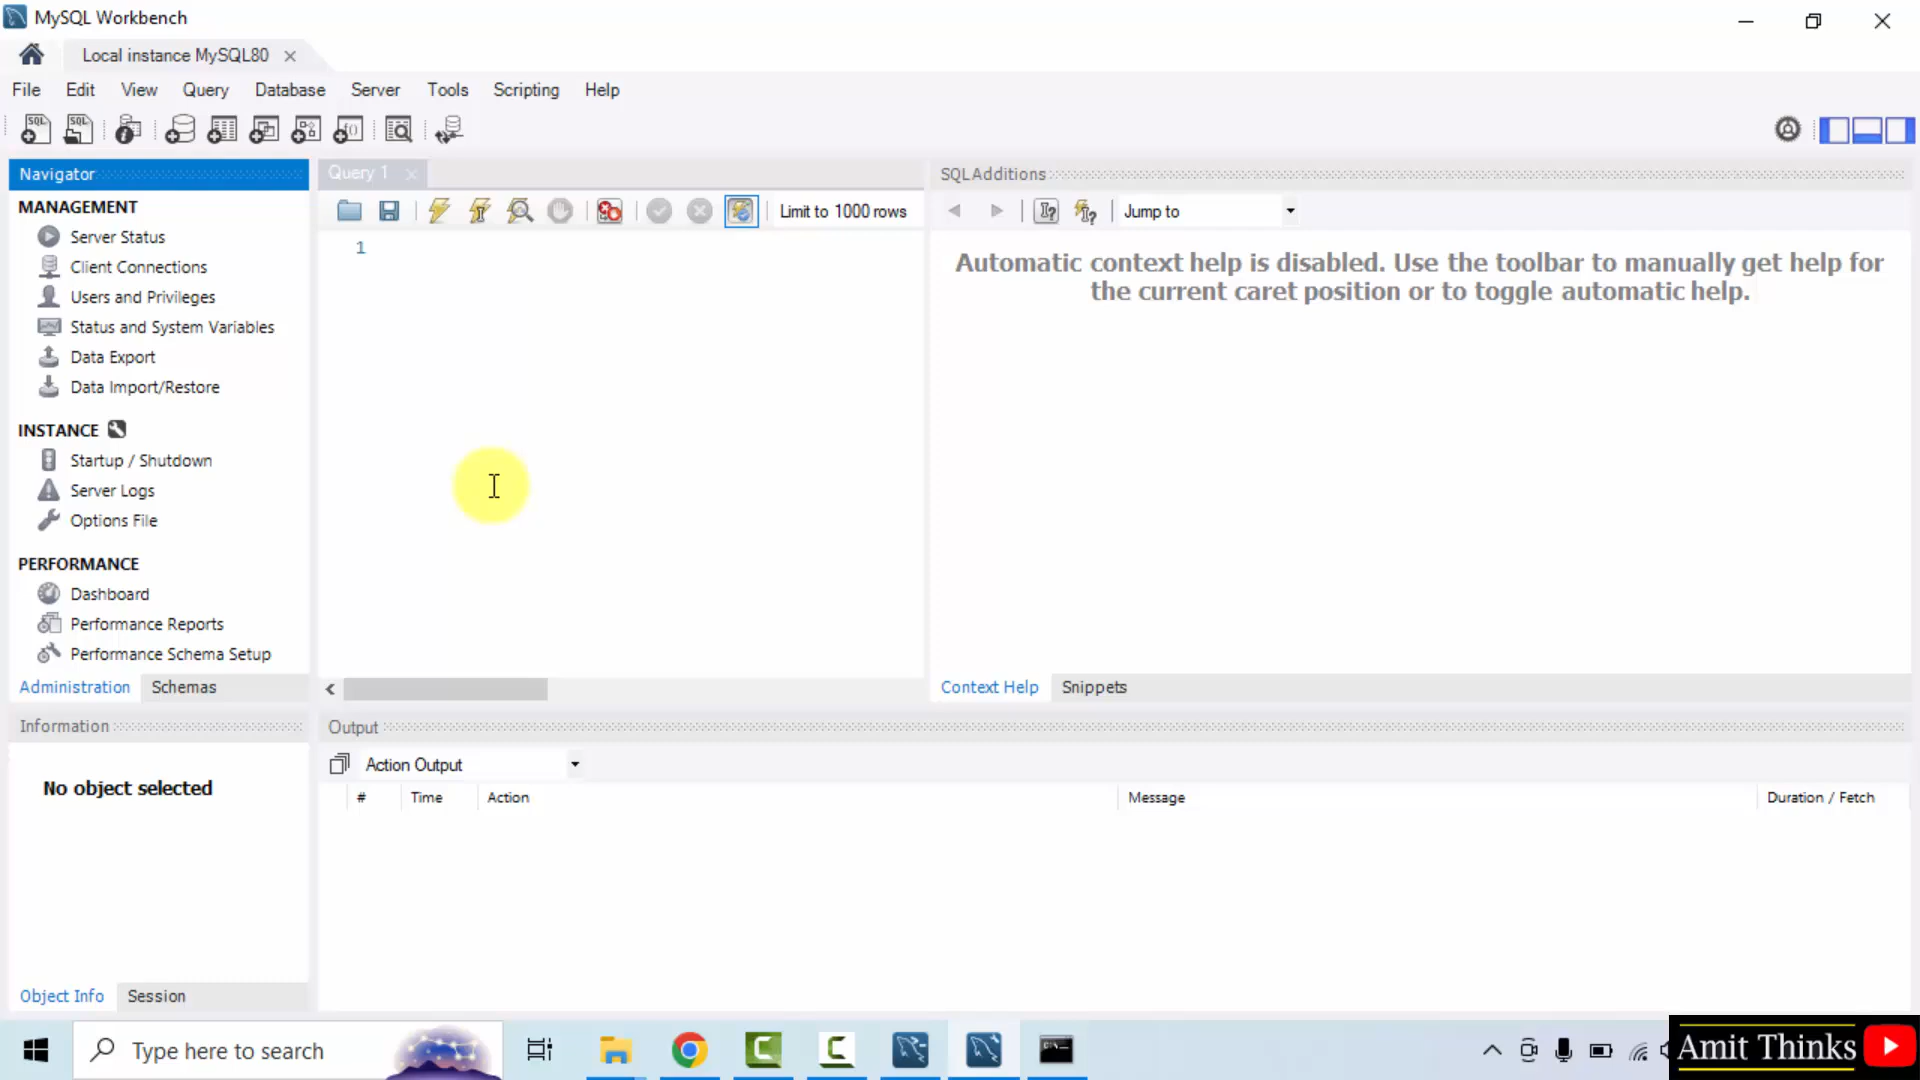 MySQL Workbench
Local instance MySQL80
File Edit View Query Database Server Tools Scripting Help
SQL SQL
Navigator
MANAGEMENT
Server Status
Client Connections
Users and Privileges
Status and System Variables
Data Export
Data Import/Restore
INSTANCE
Startup / Shutdown
Server Logs
Options File
PERFORMANCE
Dashboard
Performance Reports
Performance Schema Setup
Administration Schemas
Information
No object selected
Object Info Session
Query 1
Limit to 1000 rows
1
SQLAdditions
Jump to
Automatic context help is disabled. Use the toolbar to manually get help for
the current caret position or to toggle automatic help.
Context Help Snippets
Output
Action Output
# Time Action Message Duration / Fetch
Type here to search
Amit Thinks